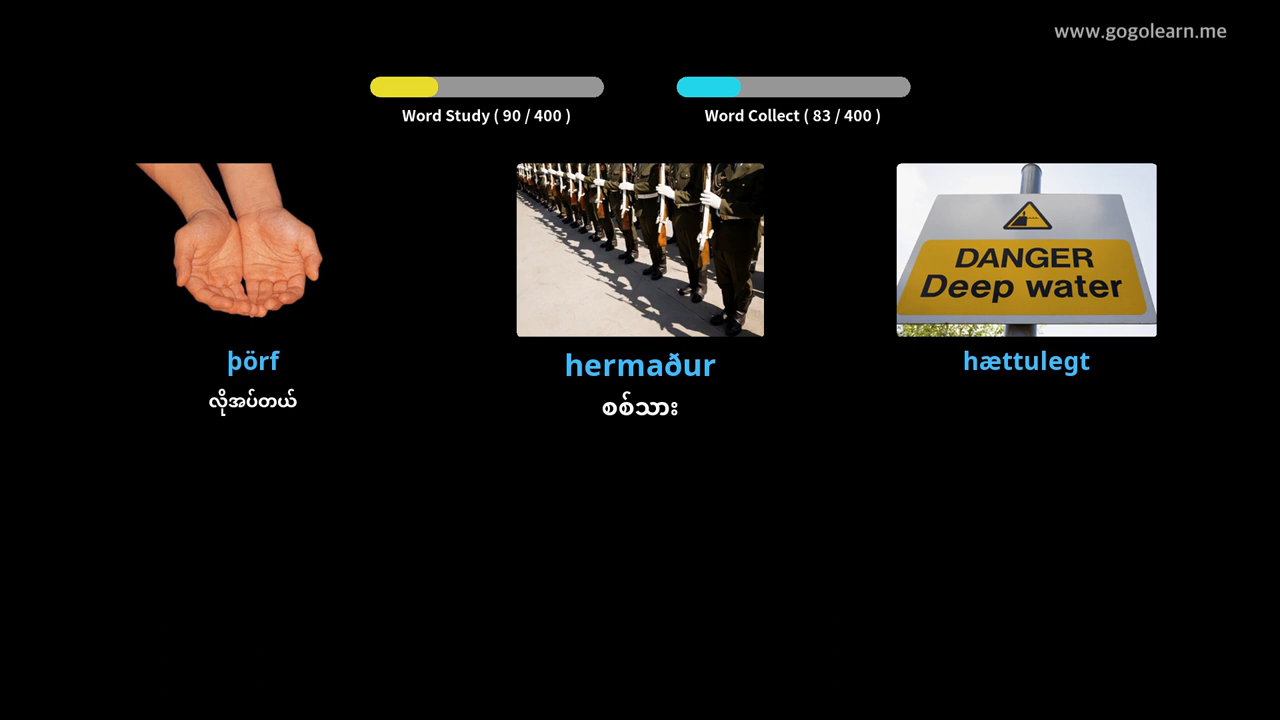 www.gogolearn.me
Word Study ( 90 / 400 )
Word Collect ( 83 / 400 )
DANGER
Deep water
þörf
hermaður
hættulegt
လိုအပ်တယ်
စစ်သား